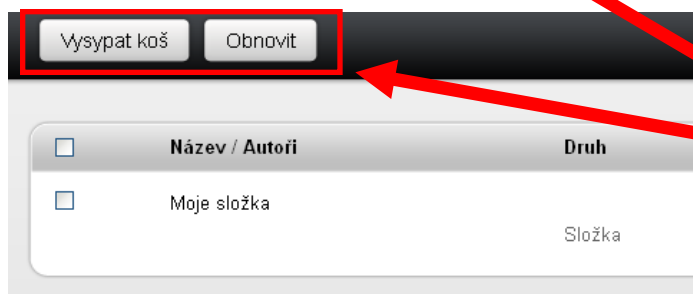 Vysypat koš Obnovit
Název / Autoři Druh
Moje složka
Složka